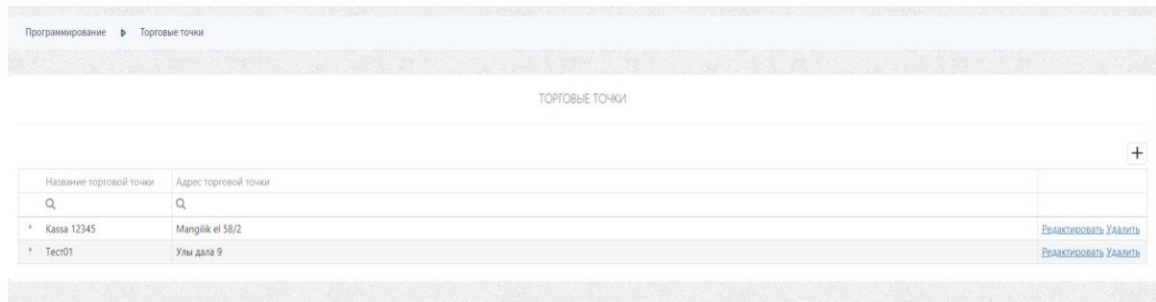 Программирование Торговые точки
ТОРГОВЫЕ ТОЧКИ
+
Название торговой точки Адрес торговой точки
Kassa 12345 Mangilik el 58/2 Редактировать Удалить
Тест01 Улы дала 9 Редактировать Удалить